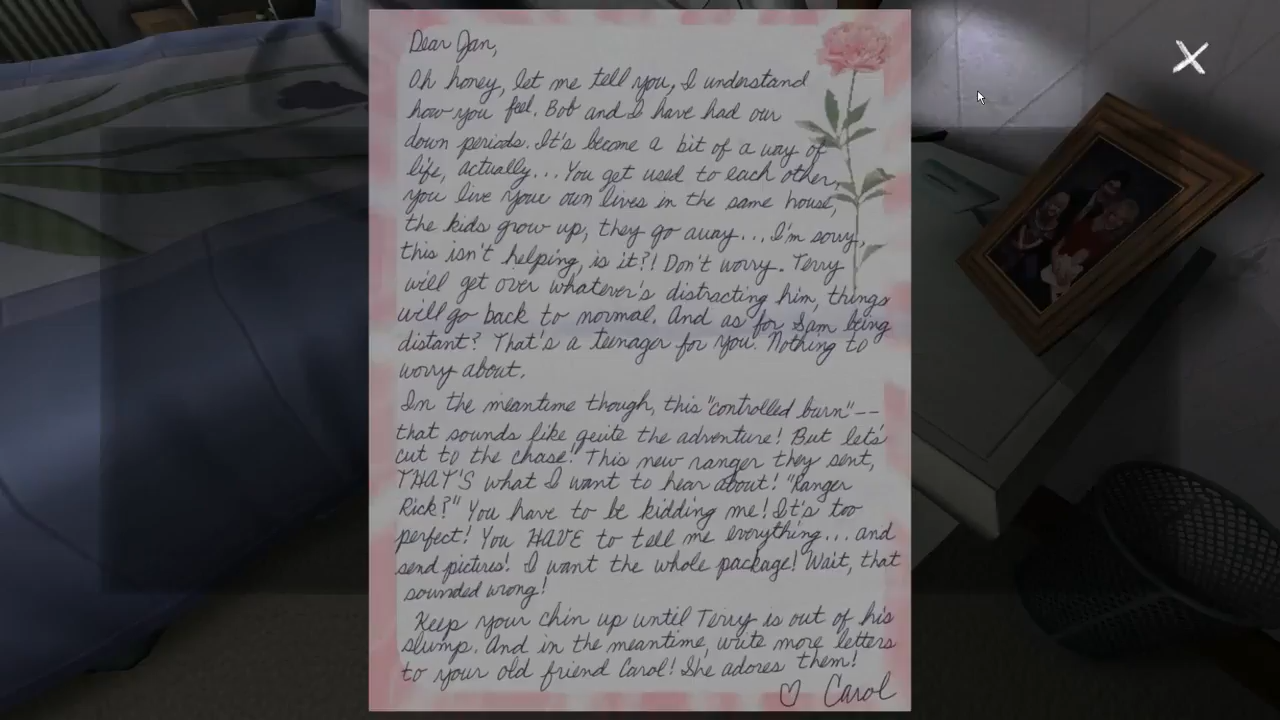 Dear Jan,
Oh honey, let me tell you, I understand
how you feel. Bob and I have had our
down periods. It's become a bit of a way of
life, actually... You get used to each other,
you live your own lives in the same house,
the kids grow up, they go away... I'm sorry,
this isn't helping, is it?! Don't worry. Terry
will get over whatever's distracting him, things
will go back to normal. And as for Sam being
distant? That's a teenager for you. Nothing to
worry about.
In the meantime though, this "controlled burn"--
that sounds like quite the adventure! But let's
cut to the chase! This new ranger they sent,
THAT'S what I want to hear about! "Ranger
Rick?" You have to be kidding me! It's too
perfect! You HAVE to tell me everything... and
send pictures! I want the whole package! Wait, that
sounded wrong!
Keep your chin up until Terry is out of his
slump. And in the meantime, write more letters
to your old friend Carol! She adores them!
♡ Carol